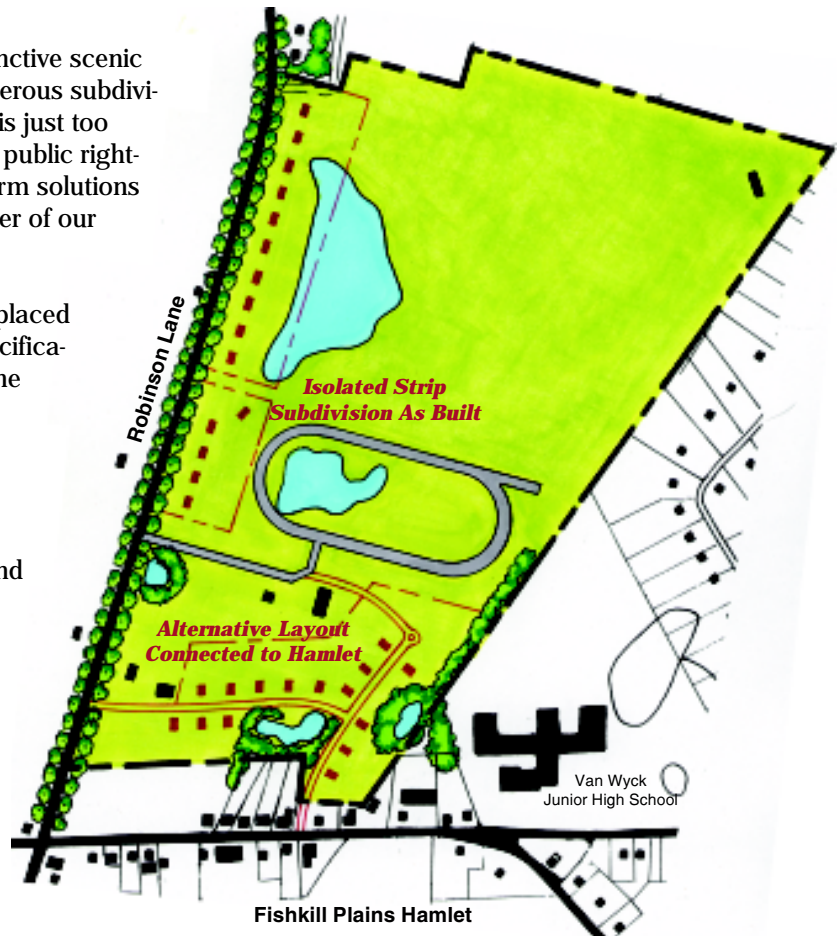 nctive scenic
erous subdivi-
is just too
public right-
rm solutions
er of our
placed
cifica-
ne
nd
Robinson Lane
Isolated Strip
Subdivision As Built
Alternative Layout
Connected to Hamlet
Van Wyck
Junior High School
Fishkill Plains Hamlet